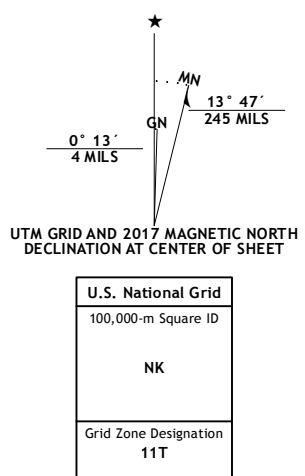 ★
MN
13° 47´
245 MILS
GN
0° 13´
4 MILS
UTM GRID AND 2017 MAGNETIC NORTH
DECLINATION AT CENTER OF SHEET
U.S. National Grid
100,000-m Square ID
NK
Grid Zone Designation
11T